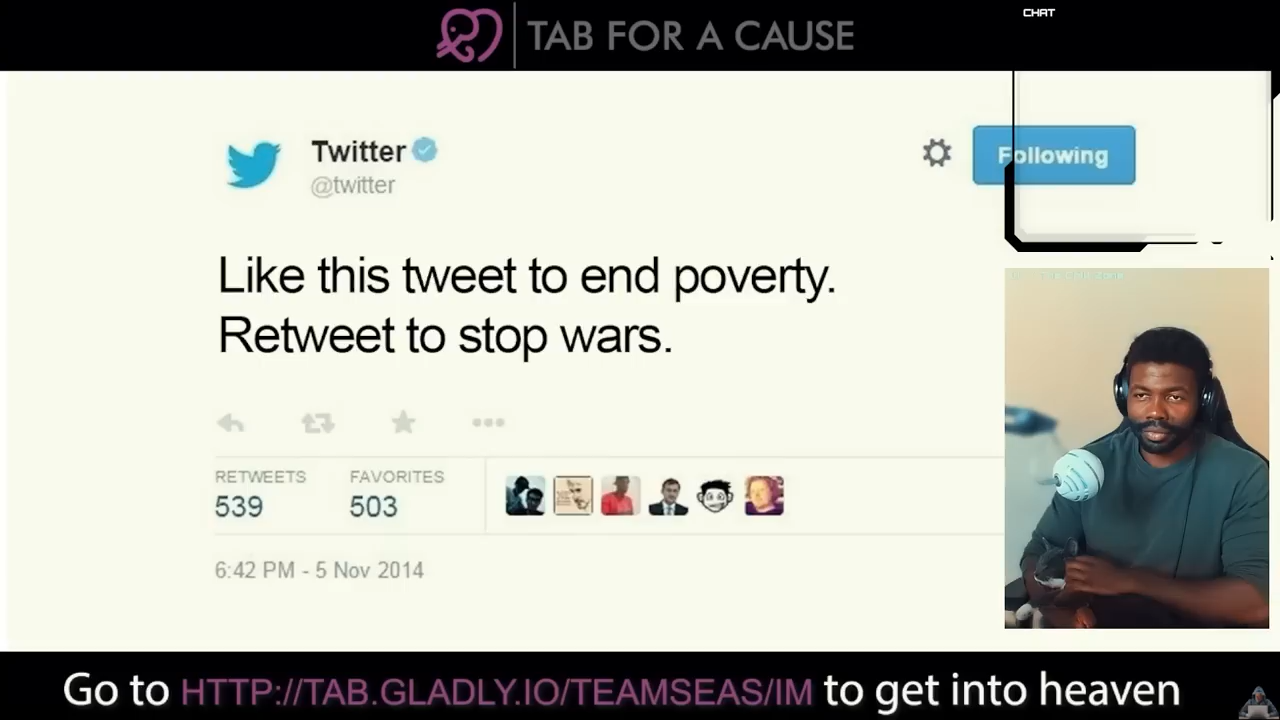 CHAT
TAB FOR A CAUSE
Twitter
@twitter
Following
Like this tweet to end poverty.
Retweet to stop wars.
RETWEETS
539
FAVORITES
503
6:42 PM - 5 Nov 2014
Go to HTTP://TAB.GLADLY.IO/TEAMSEAS/IM to get into heaven